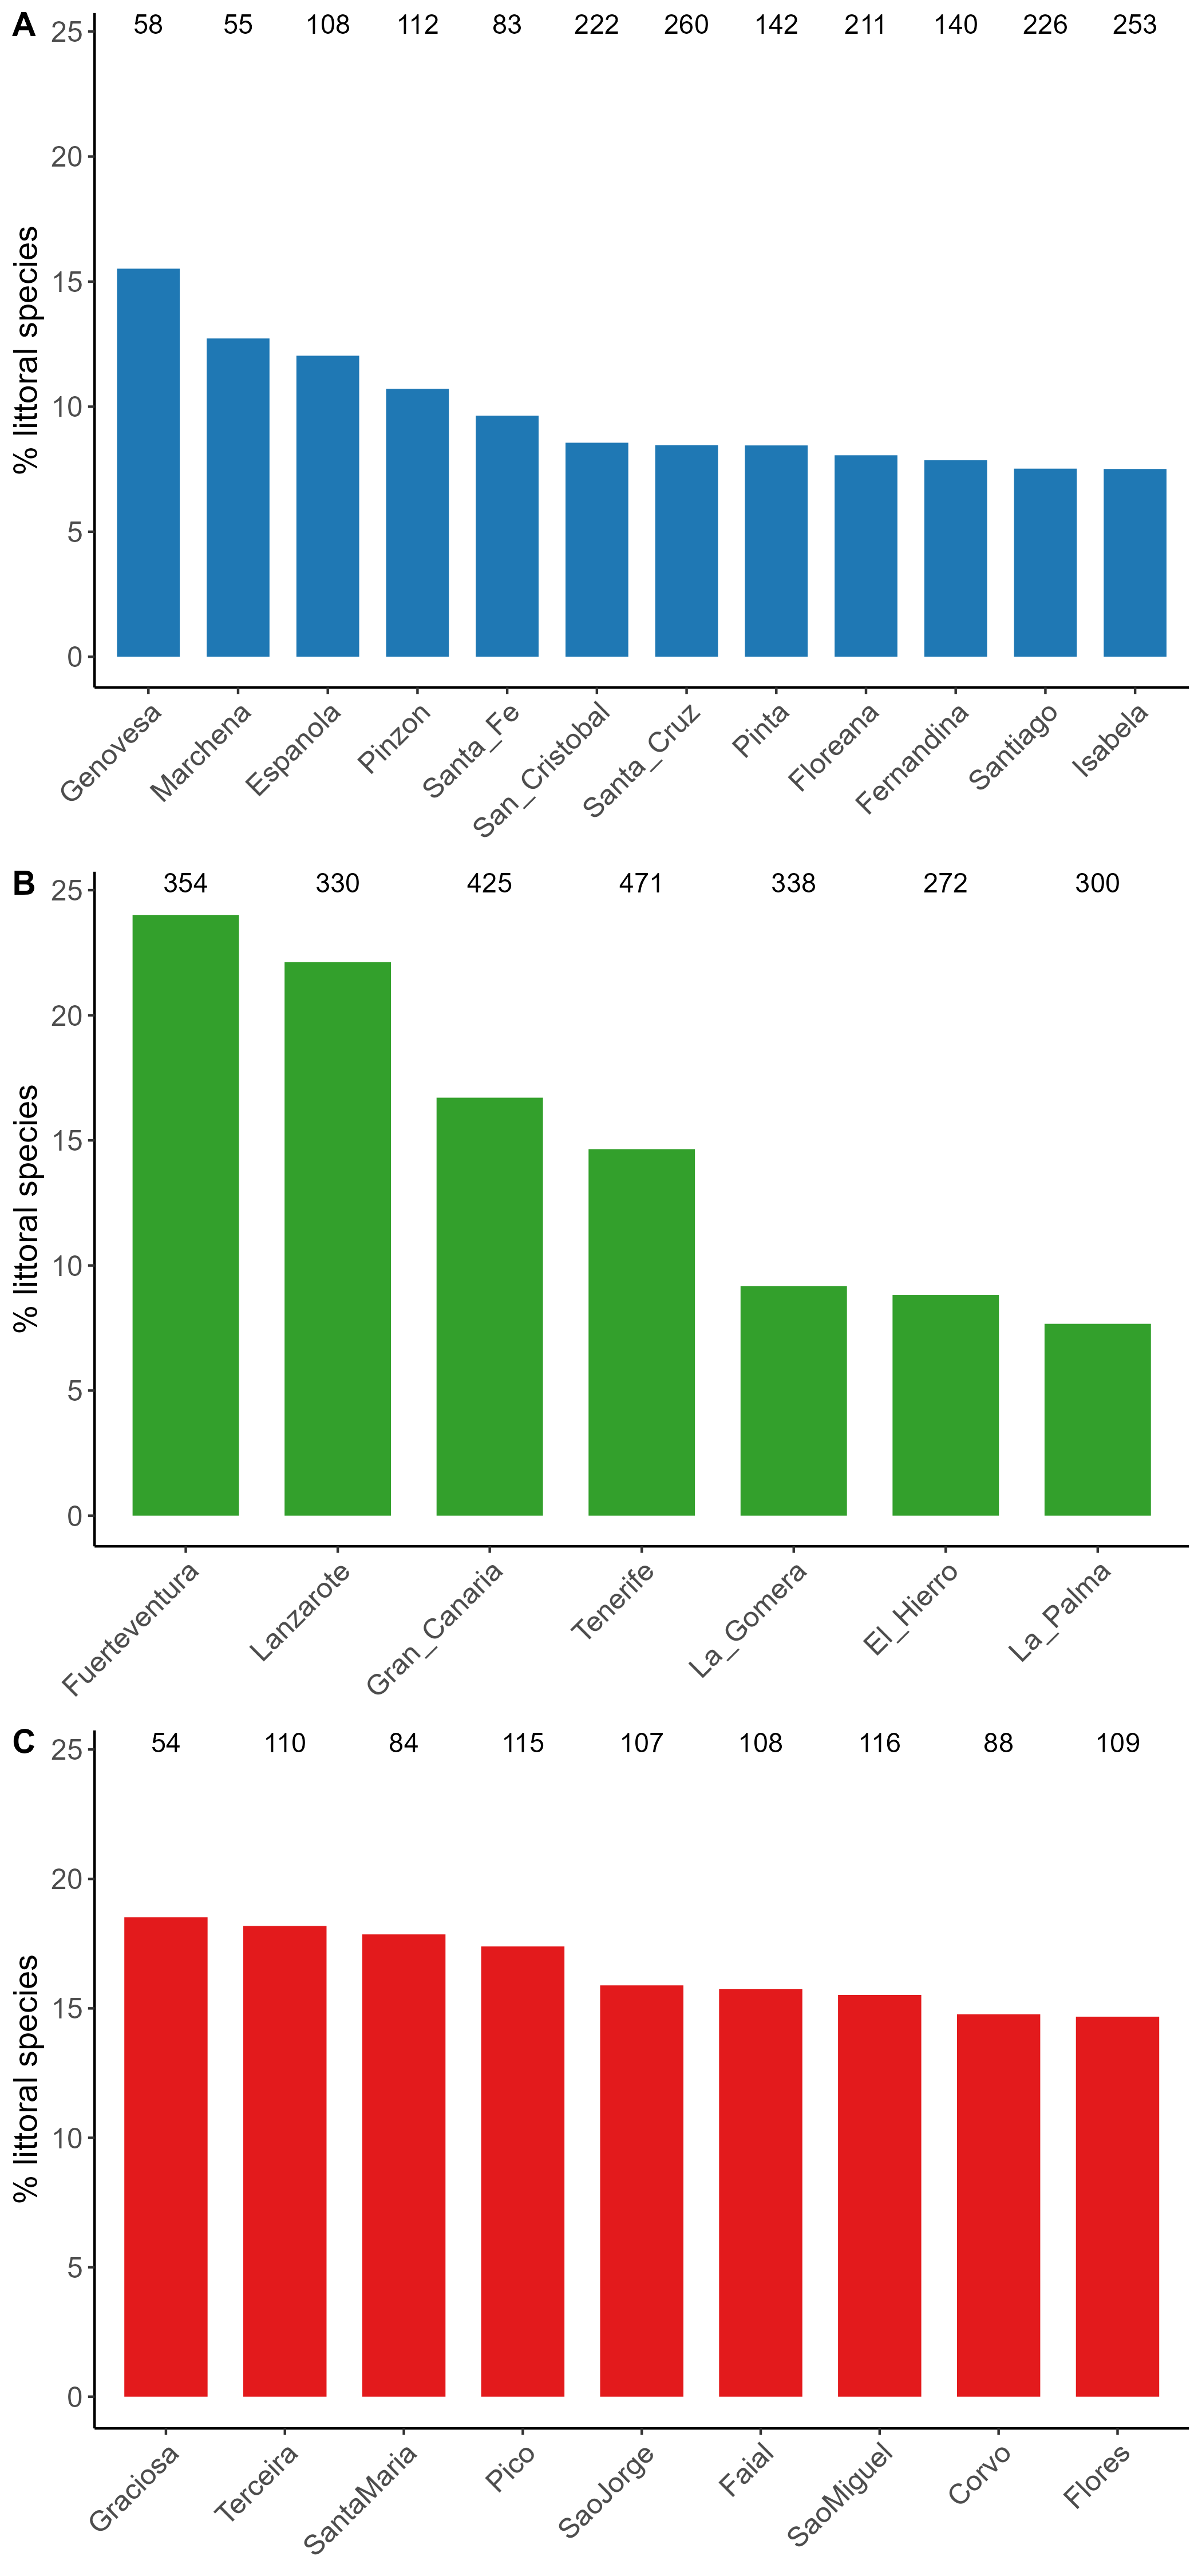 A
58 55 108 112 83 222 260 142 211 140 226 253
25
20
15
10
5
0
% littoral species
Genovesa Marchena Espanola Pinzon Santa_Fe San_Cristobal Santa_Cruz Pinta Floreana Fernandina Santiago Isabela
B
354 330 425 471 338 272 300
25
20
15
10
5
0
% littoral species
Fuerteventura Lanzarote Gran_Canaria Tenerife La_Gomera El_Hierro La_Palma
C
54 110 84 115 107 108 116 88 109
25
20
15
10
5
0
% littoral species
Graciosa Terceira SantaMaria Pico SaoJorge Faial SaoMiguel Corvo Flores